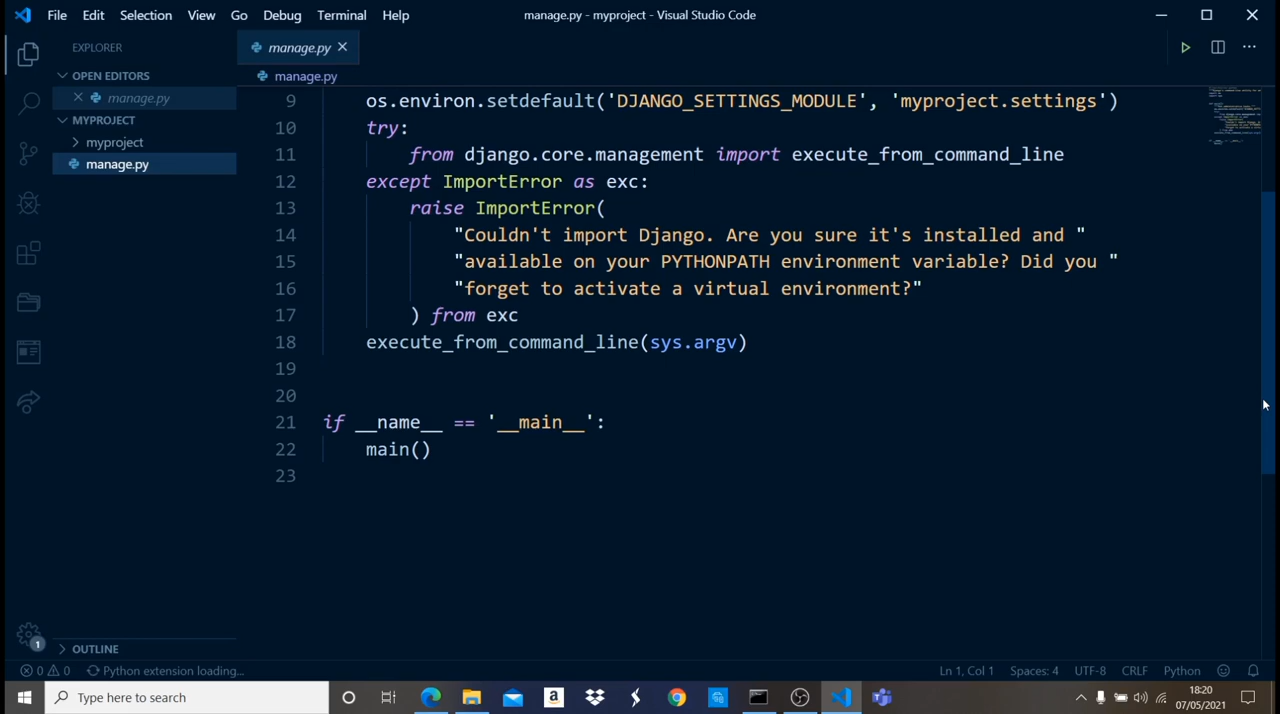 File Edit Selection View Go Debug Terminal Help
manage.py - myproject - Visual Studio Code
EXPLORER
OPEN EDITORS
manage.py
MYPROJECT
myproject
manage.py
manage.py
manage.py
9 os.environ.setdefault('DJANGO_SETTINGS_MODULE', 'myproject.settings')
10 try:
11 from django.core.management import execute_from_command_line
12 except ImportError as exc:
13 raise ImportError(
14 "Couldn't import Django. Are you sure it's installed and "
15 "available on your PYTHONPATH environment variable? Did you "
16 "forget to activate a virtual environment?"
17 ) from exc
18 execute_from_command_line(sys.argv)
19
20
21 if __name__ == '__main__':
22 main()
23
1
OUTLINE
0 0 Python extension loading...
Ln 1, Col 1 Spaces: 4 UTF-8 CRLF Python
Type here to search
a
18:20
07/05/2021